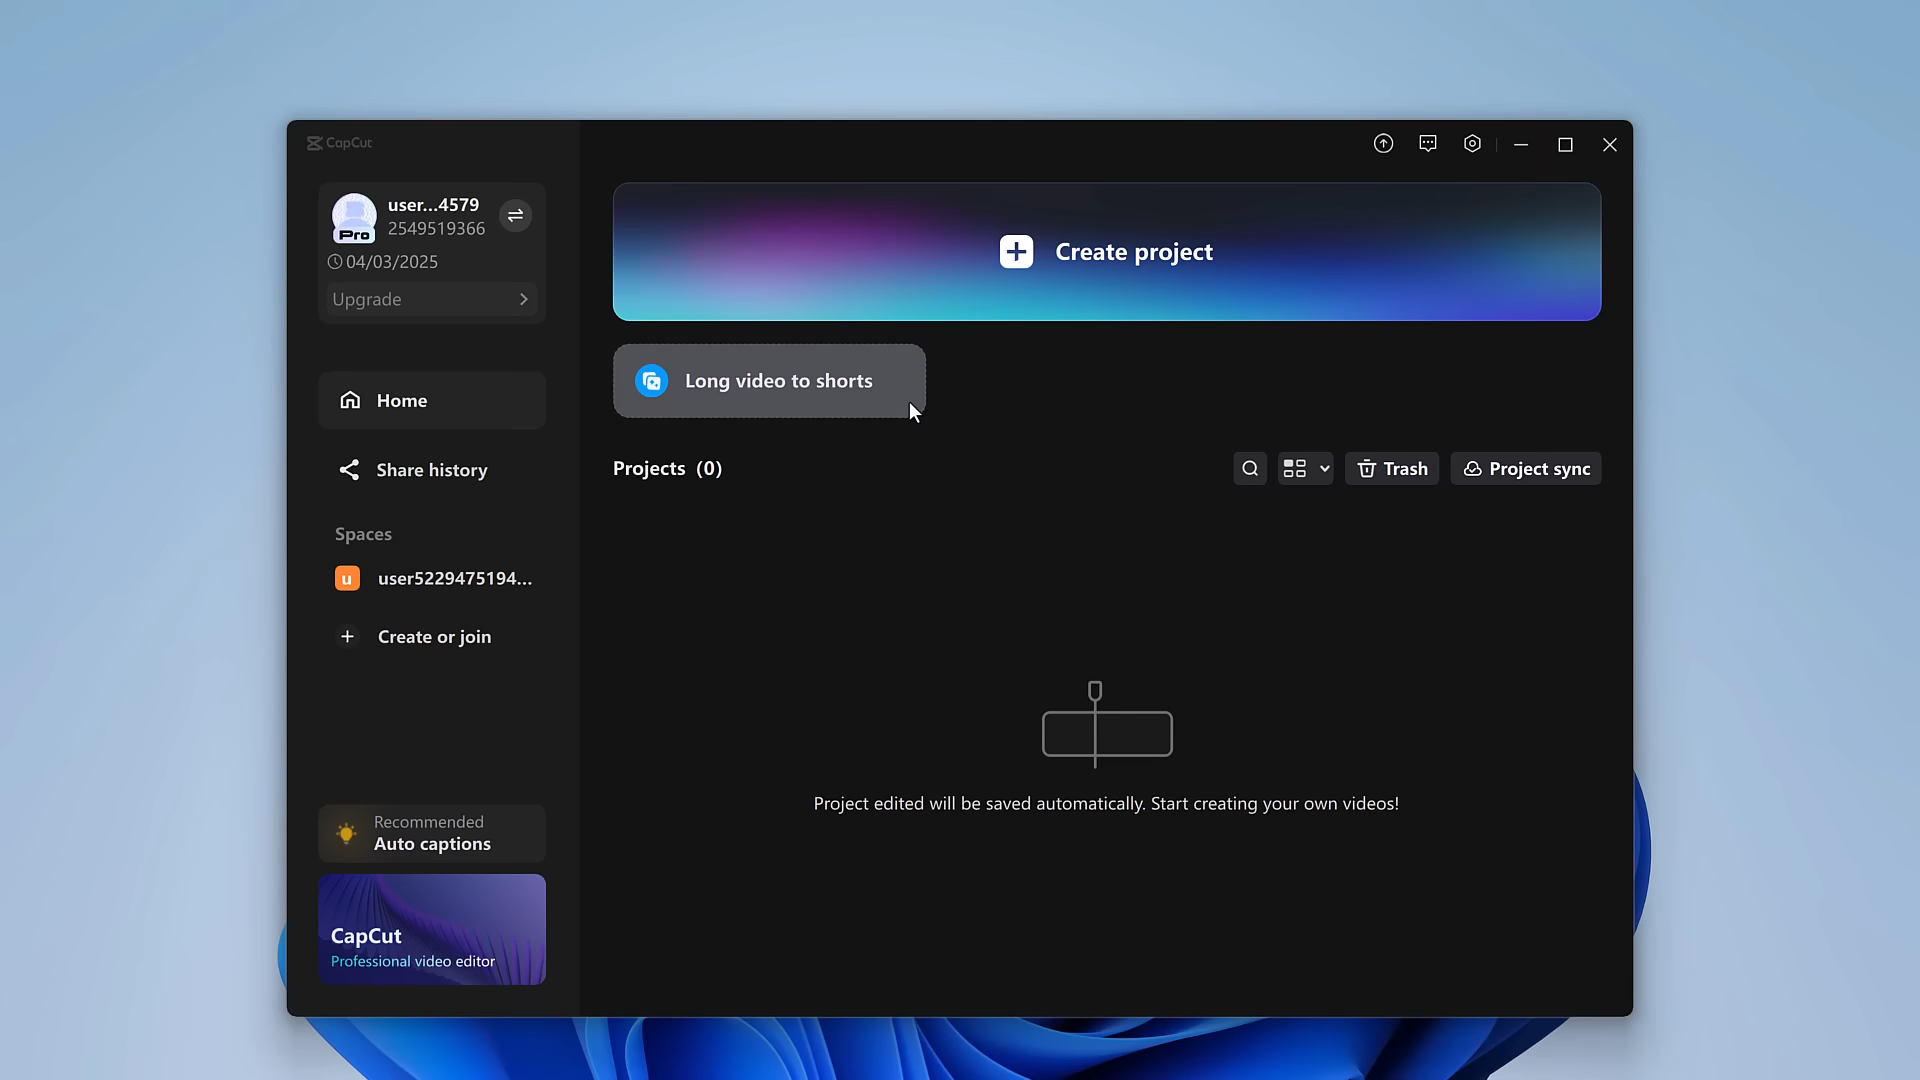 CapCut
user...4579
2549519366
Pro
04/03/2025
Upgrade
Create project
Long video to shorts
Home
Share history
Projects (0)
Trash
Project sync
Spaces
u
user5229475194...
Create or join
Project edited will be saved automatically. Start creating your own videos!
Recommended
Auto captions
CapCut
Professional video editor